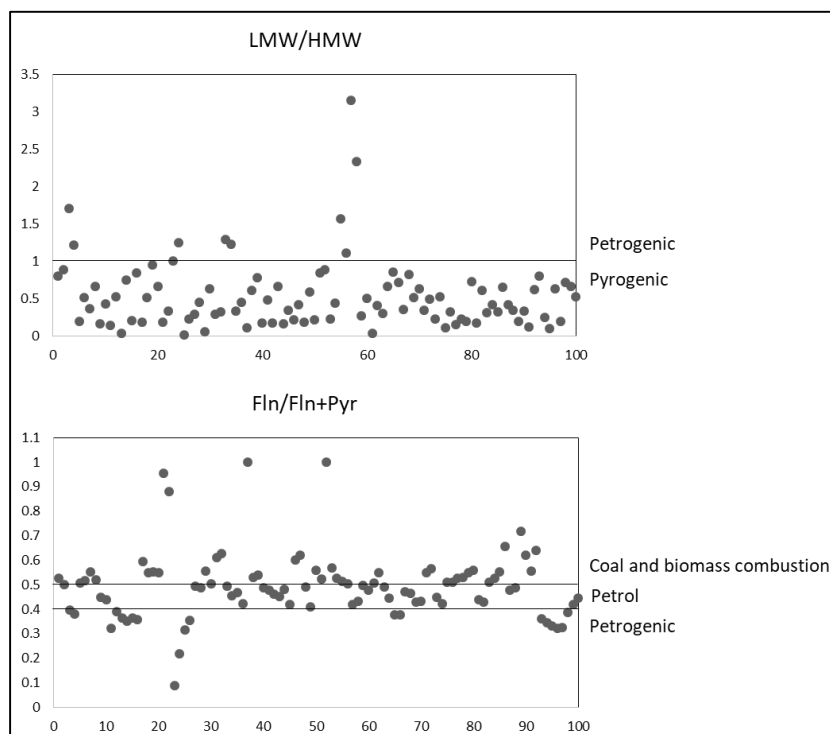 LMW/HMW
3.5
3
2.5
2
1.5
1
0.5
0
Petrogenic
Pyrogenic
0 20 40 60 80 100
Fln/Fln+Pyr
1.1
1
0.9
0.8
0.7
0.6
0.5
0.4
0.3
0.2
0.1
0
Coal and biomass combustion
Petrol
Petrogenic
0 10 20 30 40 50 60 70 80 90 100